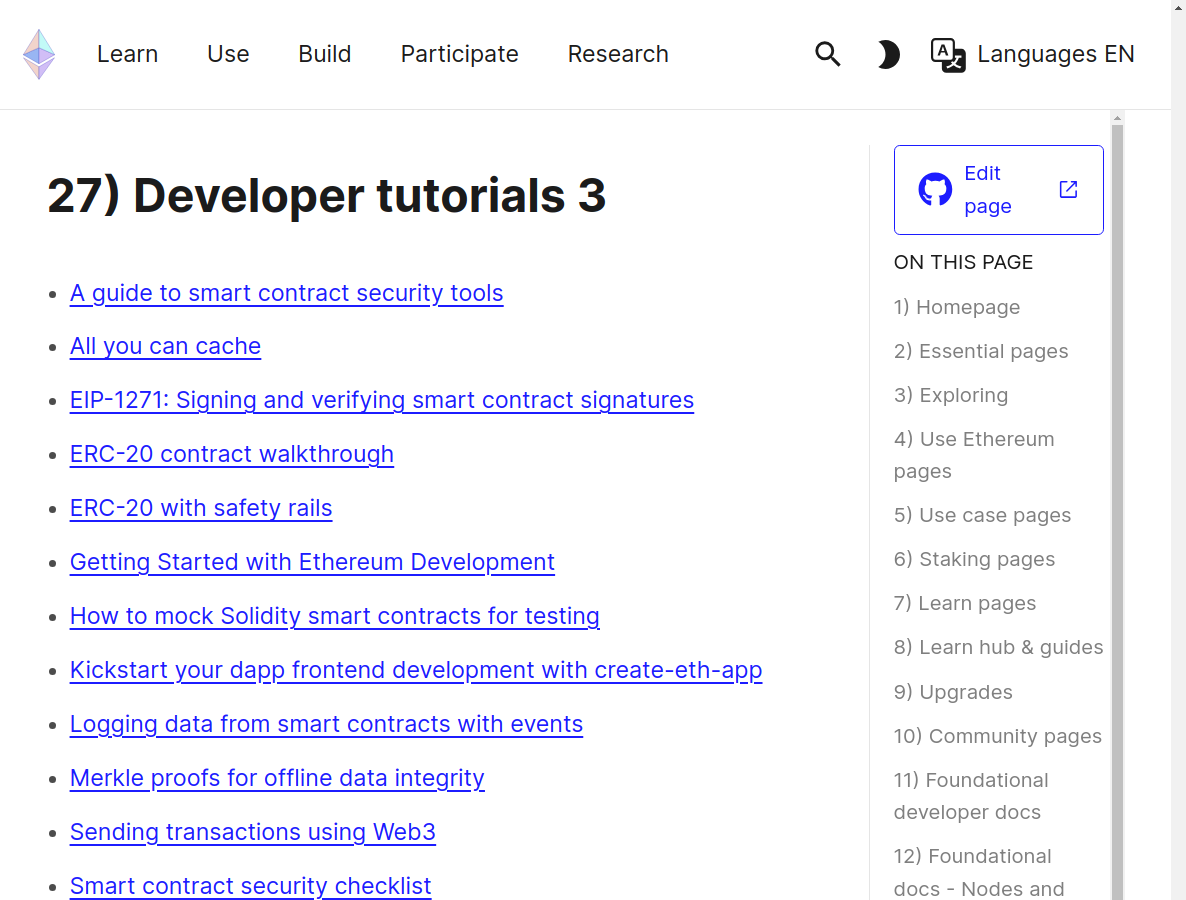 Learn Use Build Participate Research Languages EN
27) Developer tutorials 3
A guide to smart contract security tools
All you can cache
EIP-1271: Signing and verifying smart contract signatures
ERC-20 contract walkthrough
ERC-20 with safety rails
Getting Started with Ethereum Development
How to mock Solidity smart contracts for testing
Kickstart your dapp frontend development with create-eth-app
Logging data from smart contracts with events
Merkle proofs for offline data integrity
Sending transactions using Web3
Smart contract security checklist
Edit
page
ON THIS PAGE
1) Homepage
2) Essential pages
3) Exploring
4) Use Ethereum
pages
5) Use case pages
6) Staking pages
7) Learn pages
8) Learn hub & guides
9) Upgrades
10) Community pages
11) Foundational
developer docs
12) Foundational
docs - Nodes and